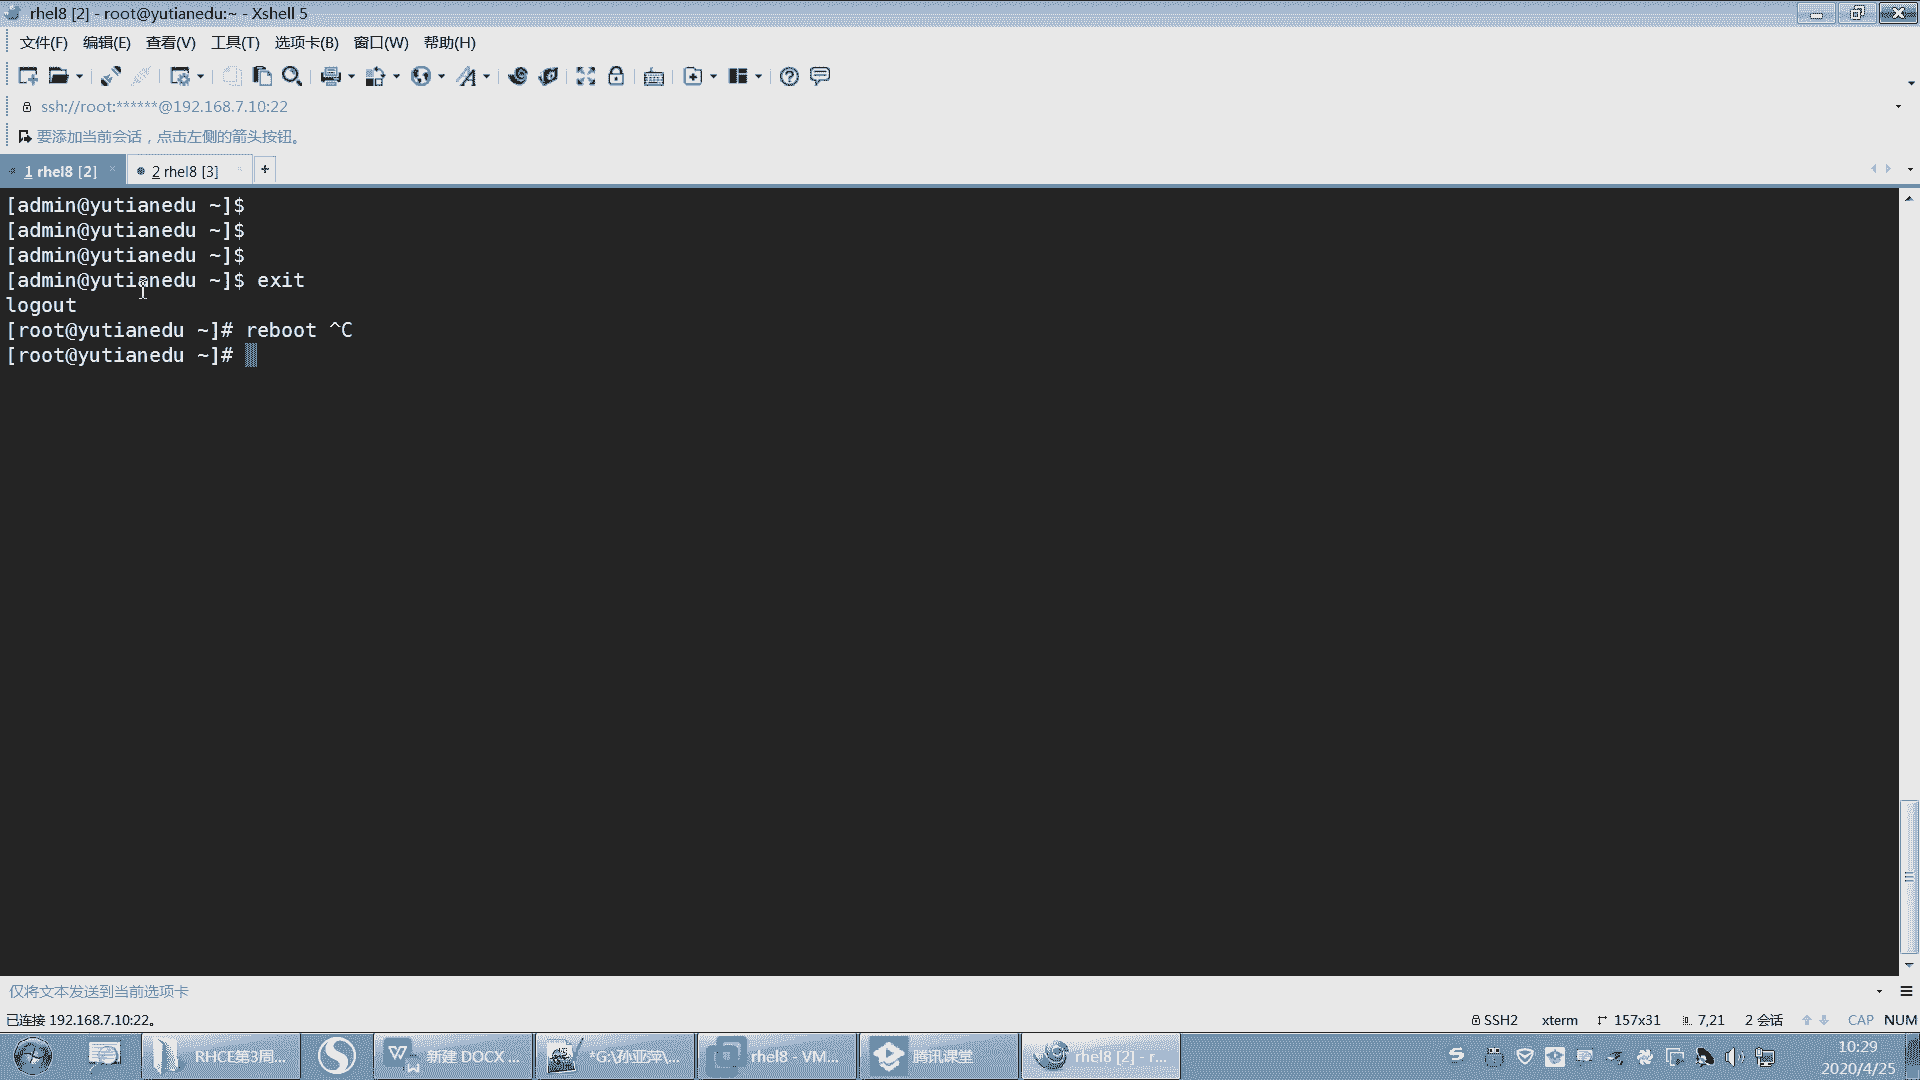 rhel8 [2] - root@yutianedu:~ - Xshell 5
文件(F) 编辑(E) 查看(V) 工具(T) 选项卡(B) 窗口(W) 帮助(H)
ssh://root:******@192.168.7.10:22
要添加当前会话，点击左侧的箭头按钮。
1 rhel8 [2] 2 rhel8 [3] +
[admin@yutianedu ~]$
[admin@yutianedu ~]$
[admin@yutianedu ~]$
[admin@yutianedu ~]$ exit
logout
[root@yutianedu ~]# reboot ^C
[root@yutianedu ~]#
仅将文本发送到当前选项卡
已连接 192.168.7.10:22。 SSH2 xterm 157x31 7,21 2 会话 CAP NUM
RHCE第3周... 新建 DOCX ... *G:\孙亚萍\... rhel8 - VM... 腾讯课堂 rhel8 [2] - r... 10:29
2020/4/25